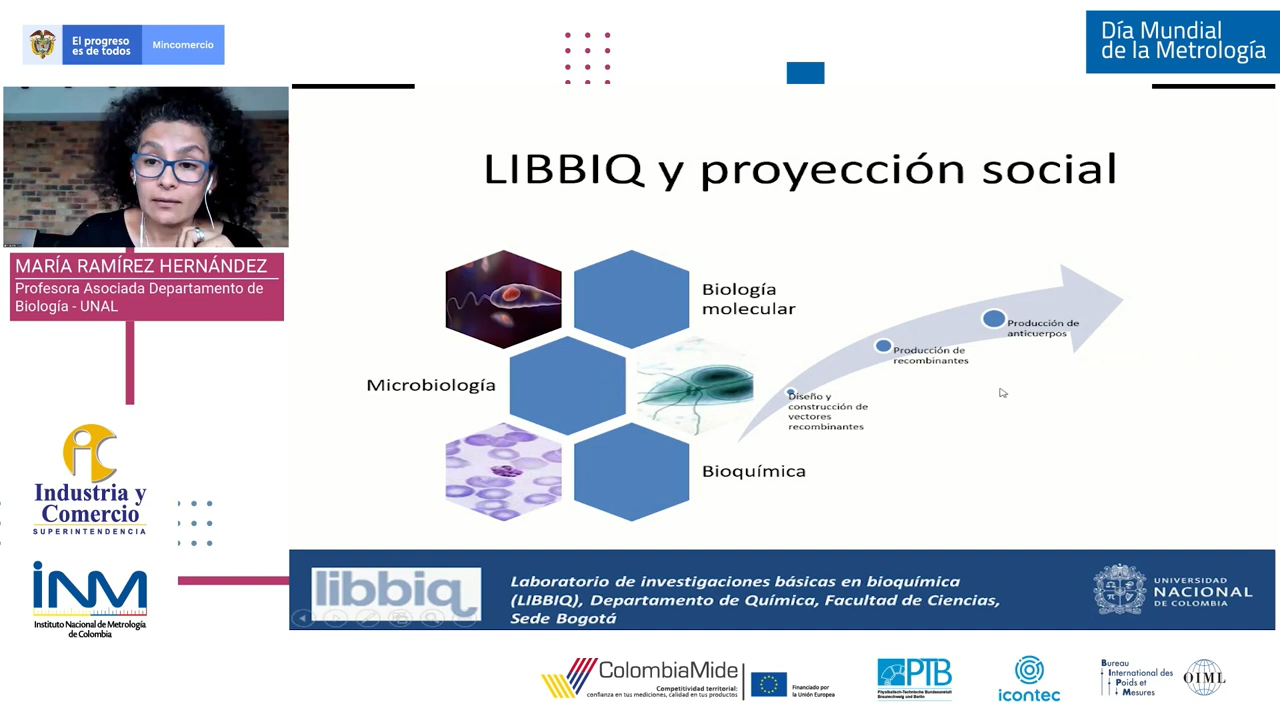 El progreso
es de todos
Mincomercio
Día Mundial
de la Metrología
MARÍA RAMÍREZ HERNÁNDEZ
Profesora Asociada Departamento de
Biología - UNAL
LIBBIQ y proyección social
Biología
molecular
Microbiología
Bioquímica
Producción de
anticuerpos
Producción de
recombinantes
Diseño y
construcción de
vectores
recombinantes
Industria y
Comercio
SUPERINTENDENCIA
INM
Instituto Nacional de Metrología
de Colombia
libbiq
Laboratorio de investigaciones básicas en bioquímica
(LIBBIQ), Departamento de Química, Facultad de Ciencias,
Sede Bogotá
UNIVERSIDAD
NACIONAL
DE COLOMBIA
ColombiaMide
Competitividad territorial:
confianza en tus mediciones, calidad en tus productos
Financiado por
la Unión Europea
PTB
Physikalisch-Technische Bundesanstalt
Braunschweig und Berlin
icontec
Bureau
International des
Poids et
Mesures
OIML